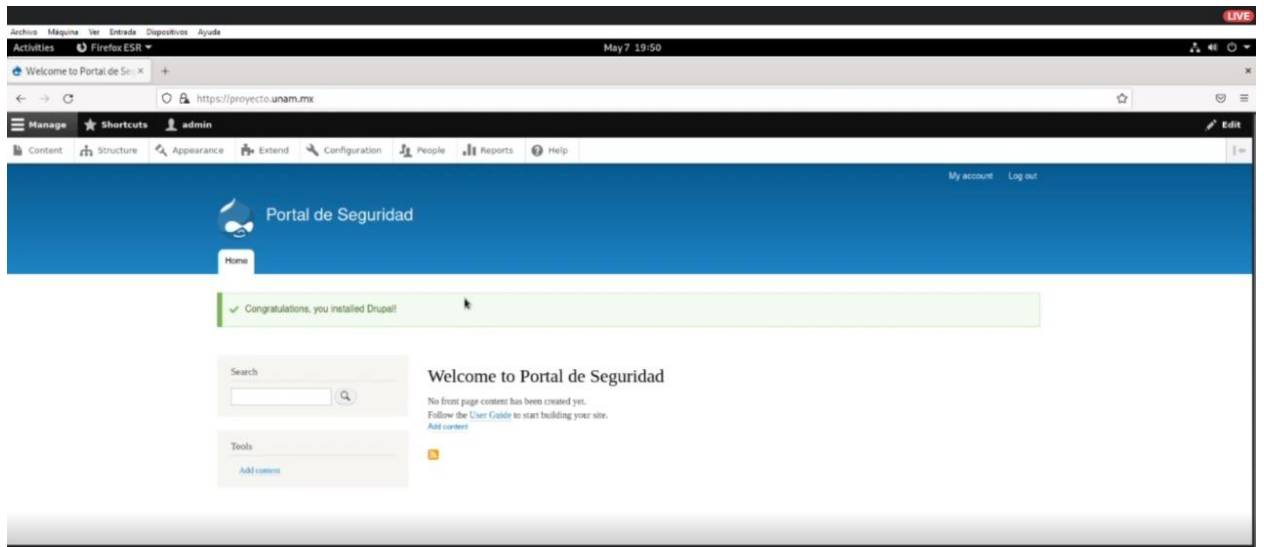 LIVE
Archivo Máquina Ver Entrada Dispositivos Ayuda
Activities Firefox ESR May 7 19:50
Welcome to Portal de Se
https://proyecto.unam.mx
Manage Shortcuts admin Edit
Content Structure Appearance Extend Configuration People Reports Help
My account Log out
Portal de Seguridad
Home
Congratulations, you installed Drupal!
Search
Welcome to Portal de Seguridad
No front page content has been created yet.
Follow the User Guide to start building your site.
Add content
Tools
Add content